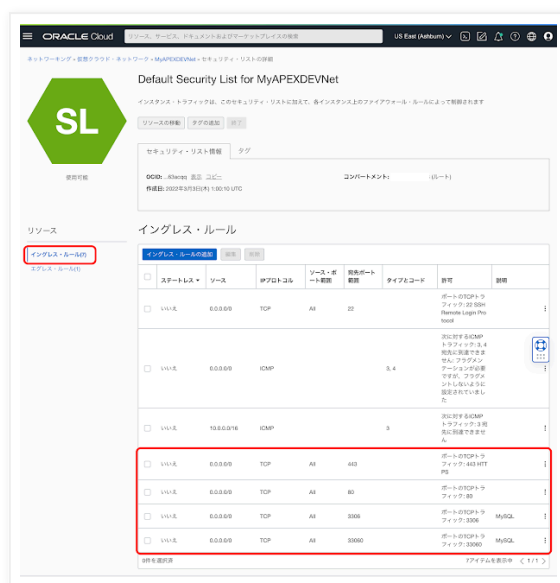 ORACLE Cloud
リソース、サービス、ドキュメントおよびマーケットプレイスの検索
US East (Ashburn)
ネットワーキング » 仮想クラウド・ネットワーク » MyAPEXDEVNet » セキュリティ・リストの詳細
Default Security List for MyAPEXDEVNet
インスタンス・トラフィックは、このセキュリティ・リストに加えて、各インスタンス上のファイアウォール・ルールによって制御されます
SL
リソースの移動
タグの追加
終了
セキュリティ・リスト情報
タグ
使用可能
OCID: 表示 コピー
コンパートメント: (ルート)
作成日: 2022年3月3日(木) 1:00:10 UTC
リソース
イングレス・ルール(7)
エグレス・ルール(1)
イングレス・ルール
イングレス・ルールの追加
編集
削除
ステートレス ソース IPプロトコル ソース・ポート範囲 宛先ポート範囲 タイプとコード 許可 説明
いいえ 0.0.0.0/0 TCP All 22 ポートのTCPトラフィック: 22 SSH Remote Login Protocol
いいえ 0.0.0.0/0 ICMP 3, 4 次に対するICMPトラフィック: 3, 4 宛先に到達できません: フラグメンテーションが必要ですが、フラグメントしないように設定されていました
いいえ 10.0.0.0/16 ICMP 3 次に対するICMPトラフィック: 3 宛先に到達できません
いいえ 0.0.0.0/0 TCP All 443 ポートのTCPトラフィック: 443 HTTPS
いいえ 0.0.0.0/0 TCP All 80 ポートのTCPトラフィック: 80
いいえ 0.0.0.0/0 TCP All 3306 ポートのTCPトラフィック: 3306 MySQL
いいえ 0.0.0.0/0 TCP All 33060 ポートのTCPトラフィック: 33060 MySQL
0件を選択済
7アイテムを表示中 < 1 / 1 >